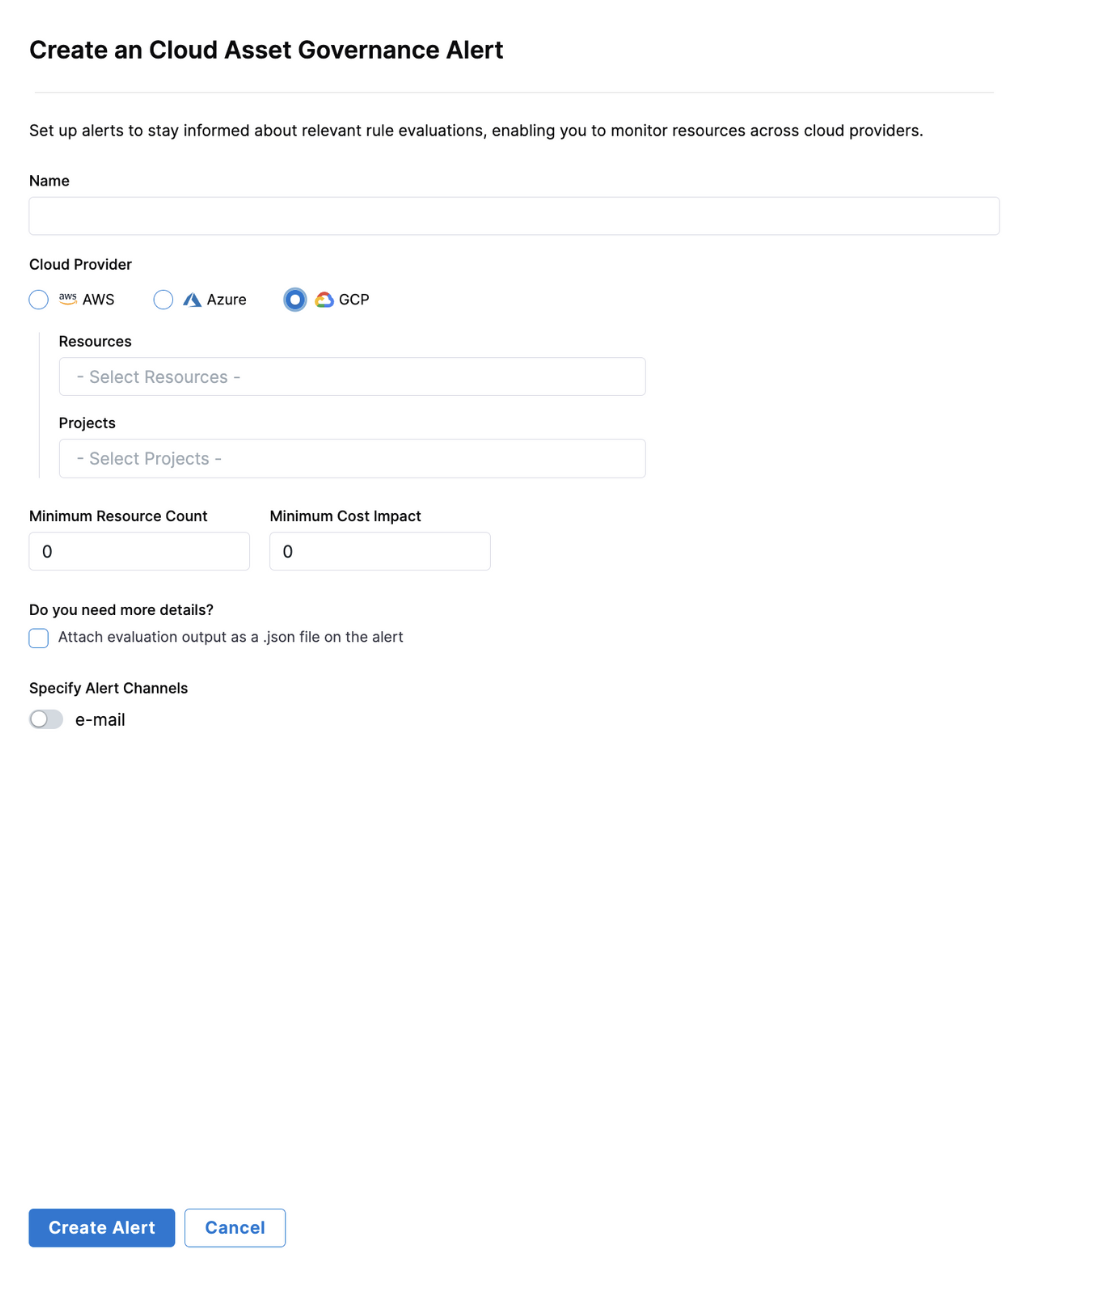 Create an Cloud Asset Governance Alert
Set up alerts to stay informed about relevant rule evaluations, enabling you to monitor resources across cloud providers.
Name
Cloud Provider
aws AWS Azure GCP
Resources
- Select Resources -
Projects
- Select Projects -
Minimum Resource Count Minimum Cost Impact
0 0
Do you need more details?
Attach evaluation output as a .json file on the alert
Specify Alert Channels
e-mail
Create Alert Cancel